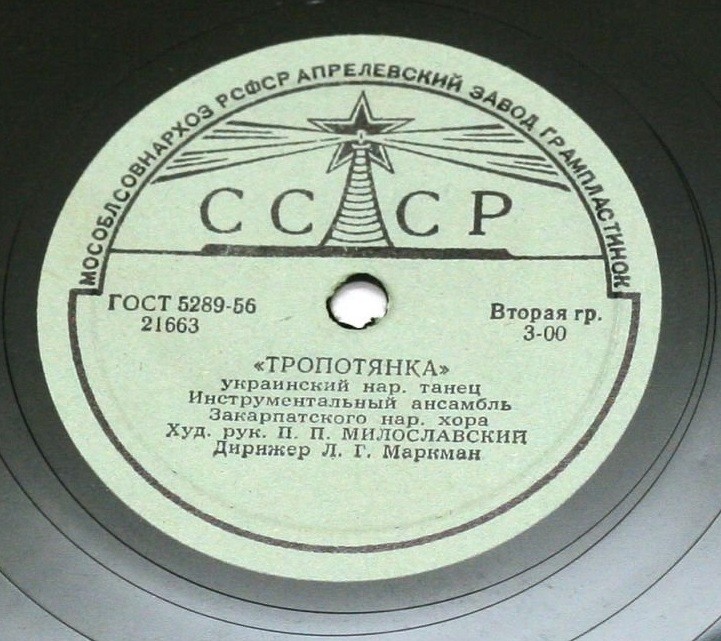 МОСОБЛСОВНАРХОЗ РСФСР АПРЕЛЕВСКИЙ ЗАВОД ГРАМПЛАСТИНОК
СССР
ГОСТ 5289-56
21663
Вторая гр.
3-00
«ТРОПОТЯНКА»
украинский нар. танец
Инструментальный ансамбль
Закарпатского нар. хора
Худ. рук. П. П. МИЛОСЛАВСКИЙ
Дирижер Л. Г. Маркман